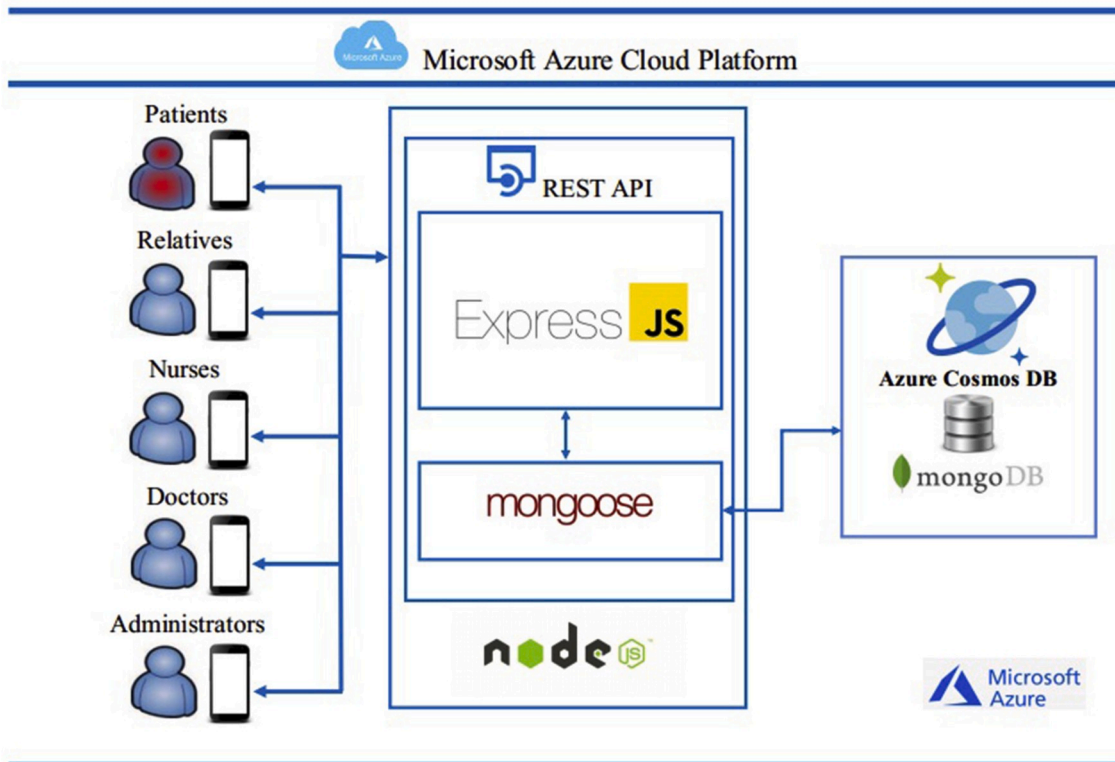 Microsoft Azure
Microsoft Azure Cloud Platform
Patients
Relatives
Nurses
Doctors
Administrators
REST API
Express JS
mongoose
node JS™
Azure Cosmos DB
mongoDB
Microsoft
Azure